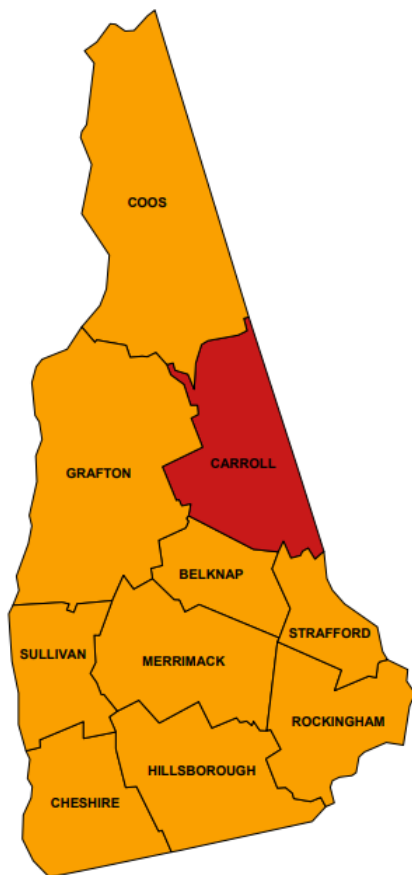 COOS
CARROLL
GRAFTON
BELKNAP
STRAFFORD
SULLIVAN
MERRIMACK
ROCKINGHAM
HILLSBOROUGH
CHESHIRE